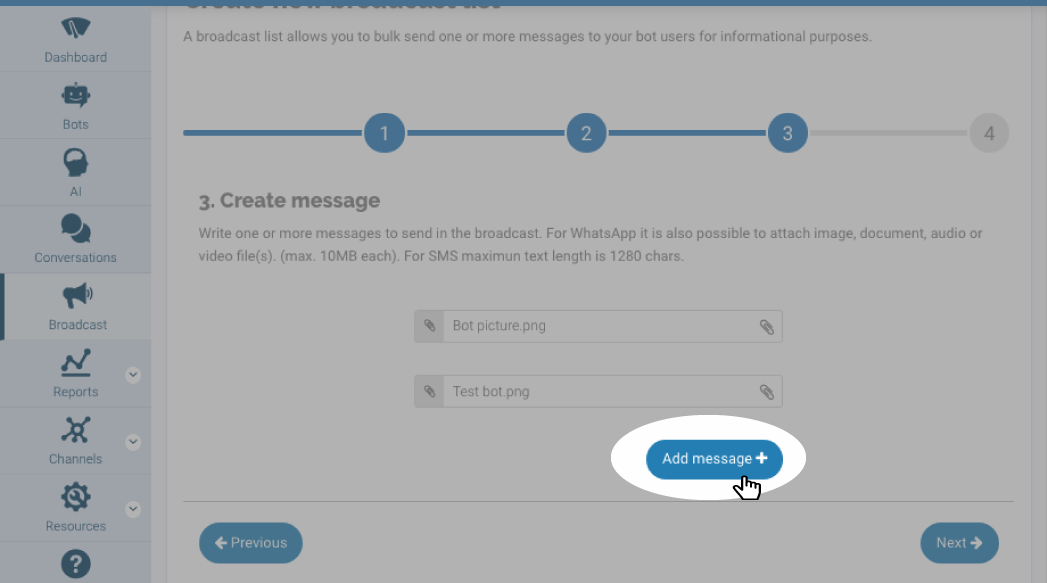 Create new broadcast list
A broadcast list allows you to bulk send one or more messages to your bot users for informational purposes.
Dashboard
Bots
AI
Conversations
Broadcast
Reports
Channels
Resources
1
2
3
4
3. Create message
Write one or more messages to send in the broadcast. For WhatsApp it is also possible to attach image, document, audio or
video file(s). (max. 10MB each). For SMS maximun text length is 1280 chars.
Bot picture.png
Test bot.png
Add message
Previous
Next